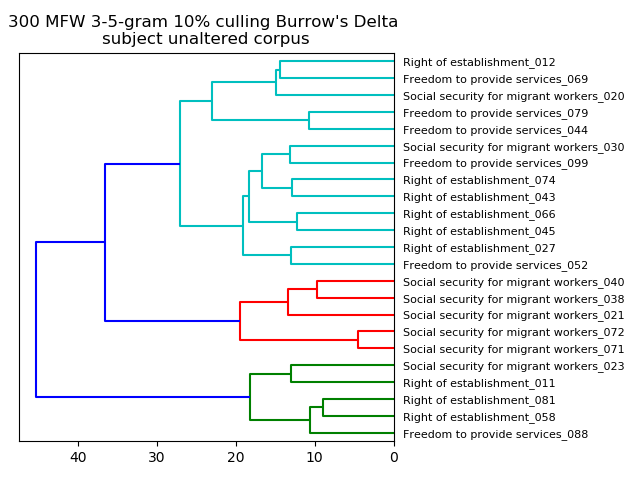 300 MFW 3-5-gram 10% culling Burrow's Delta
subject unaltered corpus
Right of establishment_012
Freedom to provide services_069
Social security for migrant workers_020
Freedom to provide services_079
Freedom to provide services_044
Social security for migrant workers_030
Freedom to provide services_099
Right of establishment_074
Right of establishment_043
Right of establishment_066
Right of establishment_045
Right of establishment_027
Freedom to provide services_052
Social security for migrant workers_040
Social security for migrant workers_038
Social security for migrant workers_021
Social security for migrant workers_072
Social security for migrant workers_071
Social security for migrant workers_023
Right of establishment_011
Right of establishment_081
Right of establishment_058
Freedom to provide services_088
40 30 20 10 0